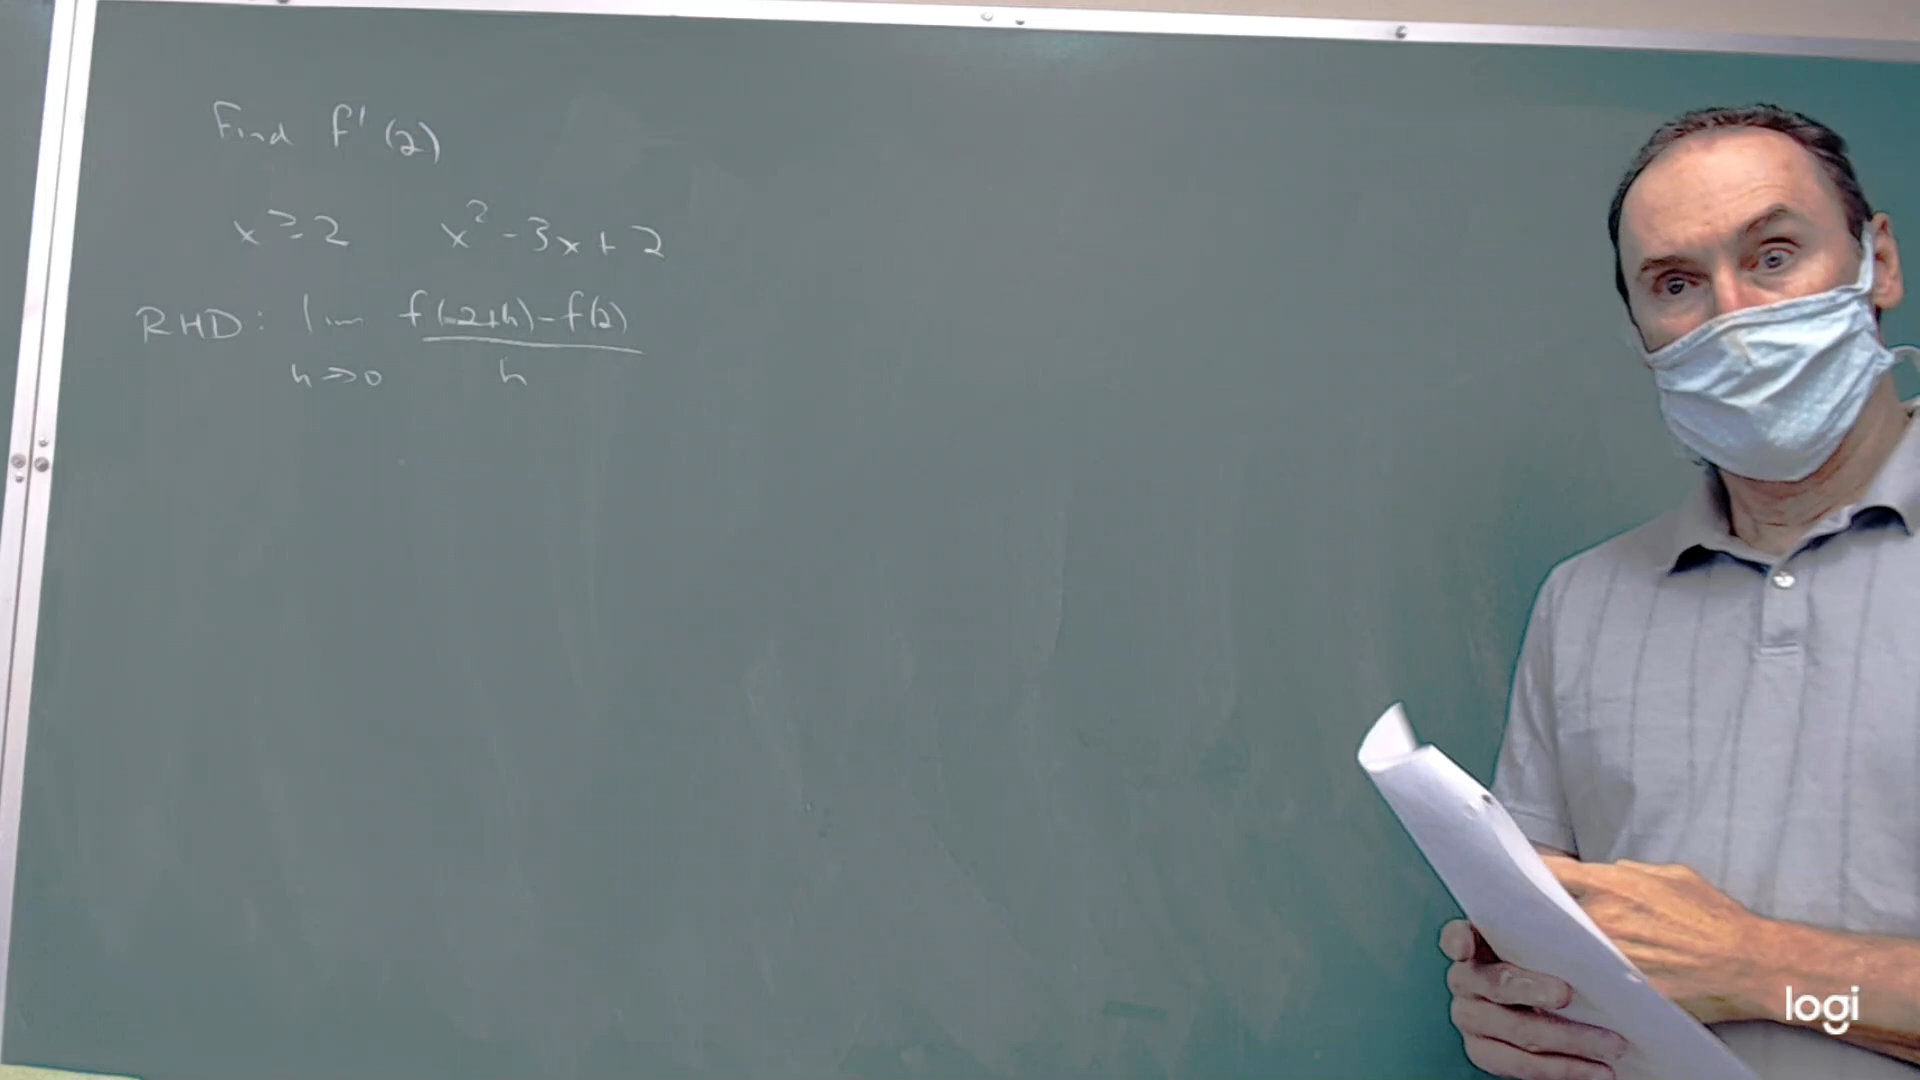 Find f'(2)
x ≥ 2 x² - 3x + 2
RHD: lim f(2+h) - f(2)
h → 0 h
logi